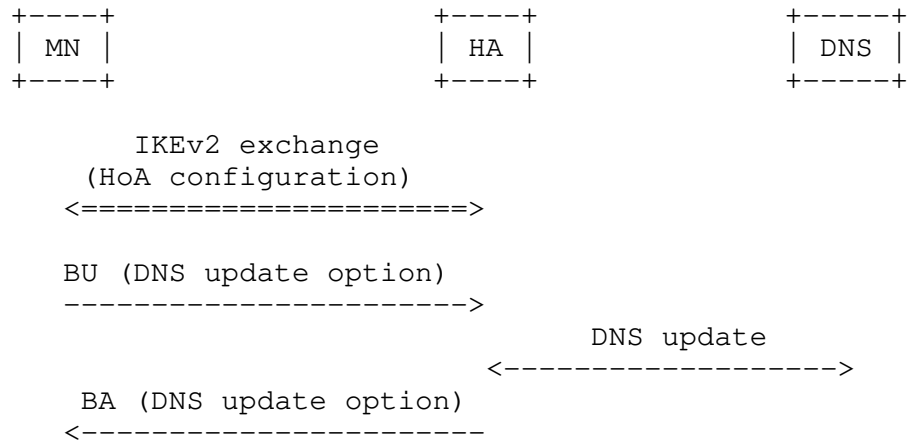 +----+ +----+ +-----+
| MN | | HA | | DNS |
+----+ +----+ +-----+
IKEv2 exchange
(HoA configuration)
<======================>
BU (DNS update option)
----------------------->
DNS update
<------------------->
BA (DNS update option)
<-----------------------